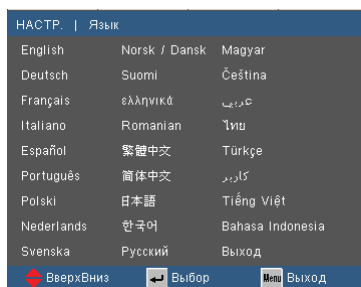 НАСТР. | Язык
English Norsk / Dansk Magyar
Deutsch Suomi Čeština
Français ελληνικά عربي
Italiano Romanian ไทย
Español 繁體中文 Türkçe
Português 简体中文 كاربر
Polski 日本語 Tiếng Việt
Nederlands 한국어 Bahasa Indonesia
Svenska Русский Выход
ВверхВниз Выбор Menu Выход